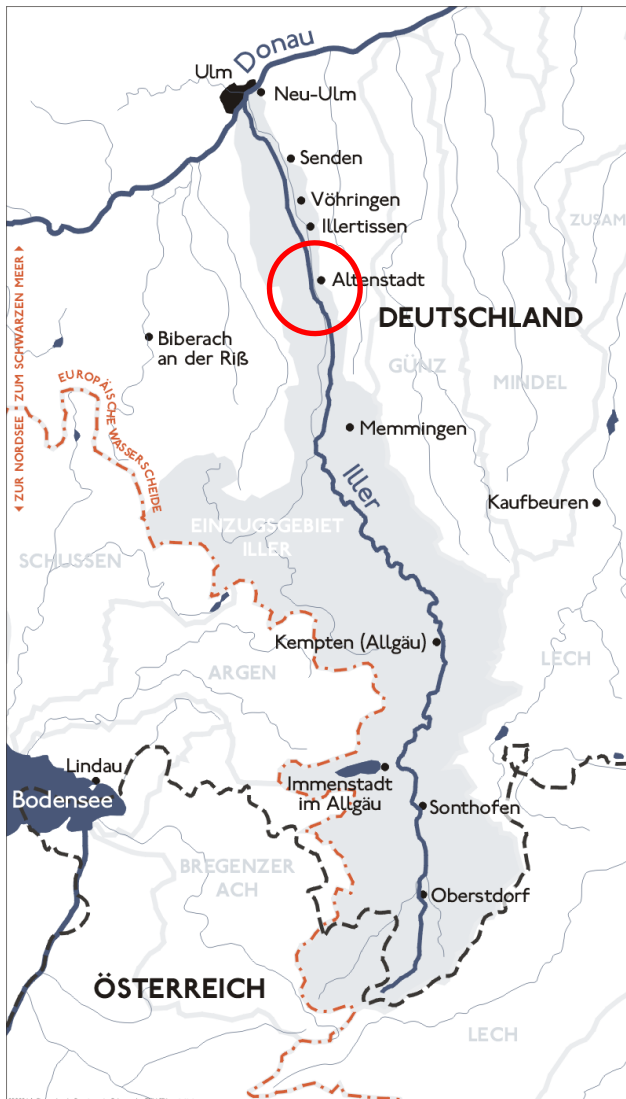 Donau
Ulm
Neu-Ulm
Senden
Vöhringen
ZUSAM
Illertissen
Altenstadt
DEUTSCHLAND
◄ ZUR NORDSEE · ZUM SCHWARZEN MEER ►
Biberach
an der Riß
GÜNZ
MINDEL
EUROPÄISCHE WASSERSCHEIDE
Memmingen
Iller
Kaufbeuren
EINZUGSGEBIET
ILLER
SCHUSSEN
Kempten (Allgäu)
LECH
ARGEN
Lindau
Bodensee
Immenstadt
im Allgäu
Sonthofen
BREGENZER
ACH
Oberstdorf
ÖSTERREICH
LECH